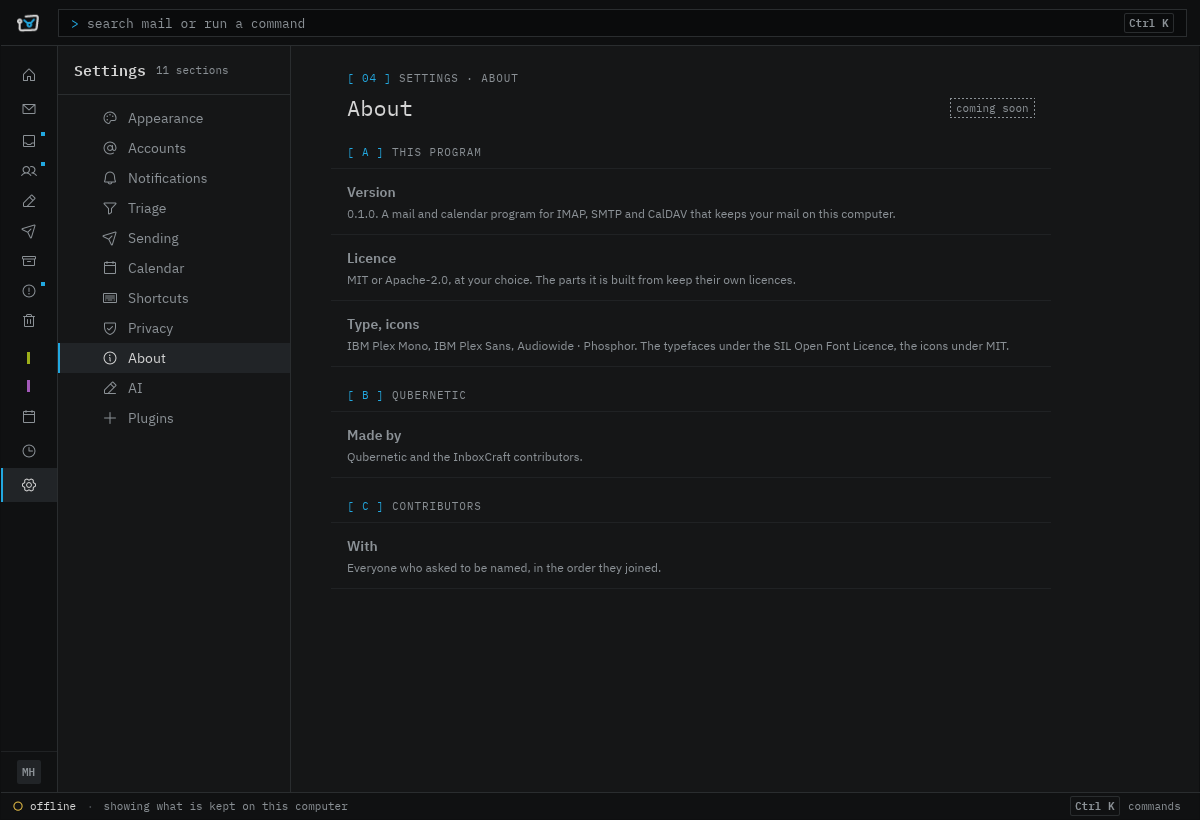 > search mail or run a command
Ctrl K
Settings 11 sections
Appearance
Accounts
Notifications
Triage
Sending
Calendar
Shortcuts
Privacy
About
AI
Plugins
[ 04 ] SETTINGS · ABOUT
About
coming soon
[ A ] THIS PROGRAM
Version
0.1.0. A mail and calendar program for IMAP, SMTP and CalDAV that keeps your mail on this computer.
Licence
MIT or Apache-2.0, at your choice. The parts it is built from keep their own licences.
Type, icons
IBM Plex Mono, IBM Plex Sans, Audiowide · Phosphor. The typefaces under the SIL Open Font Licence, the icons under MIT.
[ B ] QUBERNETIC
Made by
Qubernetic and the InboxCraft contributors.
[ C ] CONTRIBUTORS
With
Everyone who asked to be named, in the order they joined.
MH
offline · showing what is kept on this computer
Ctrl K commands